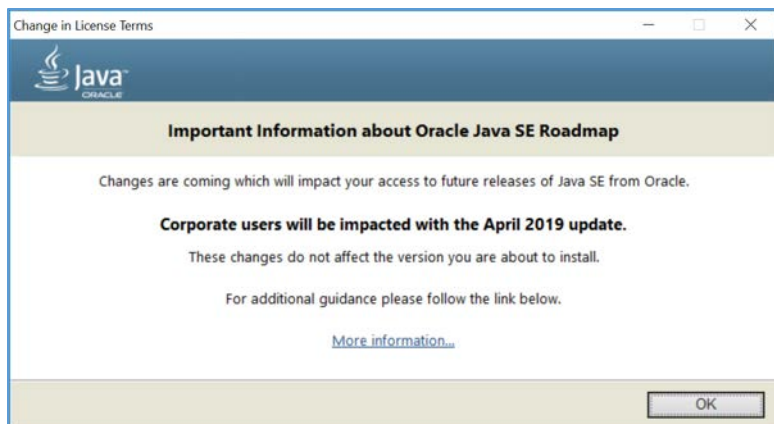 Change in License Terms
Java™
ORACLE
Important Information about Oracle Java SE Roadmap
Changes are coming which will impact your access to future releases of Java SE from Oracle.
Corporate users will be impacted with the April 2019 update.
These changes do not affect the version you are about to install.
For additional guidance please follow the link below.
More information...
OK